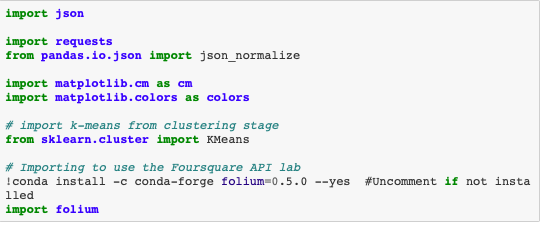 import json
import requests
from pandas.io.json import json_normalize
import matplotlib.cm as cm
import matplotlib.colors as colors
# import k-means from clustering stage
from sklearn.cluster import KMeans
# Importing to use the Foursquare API lab
!conda install -c conda-forge folium=0.5.0 --yes  #Uncomment if not insta
lled
import folium